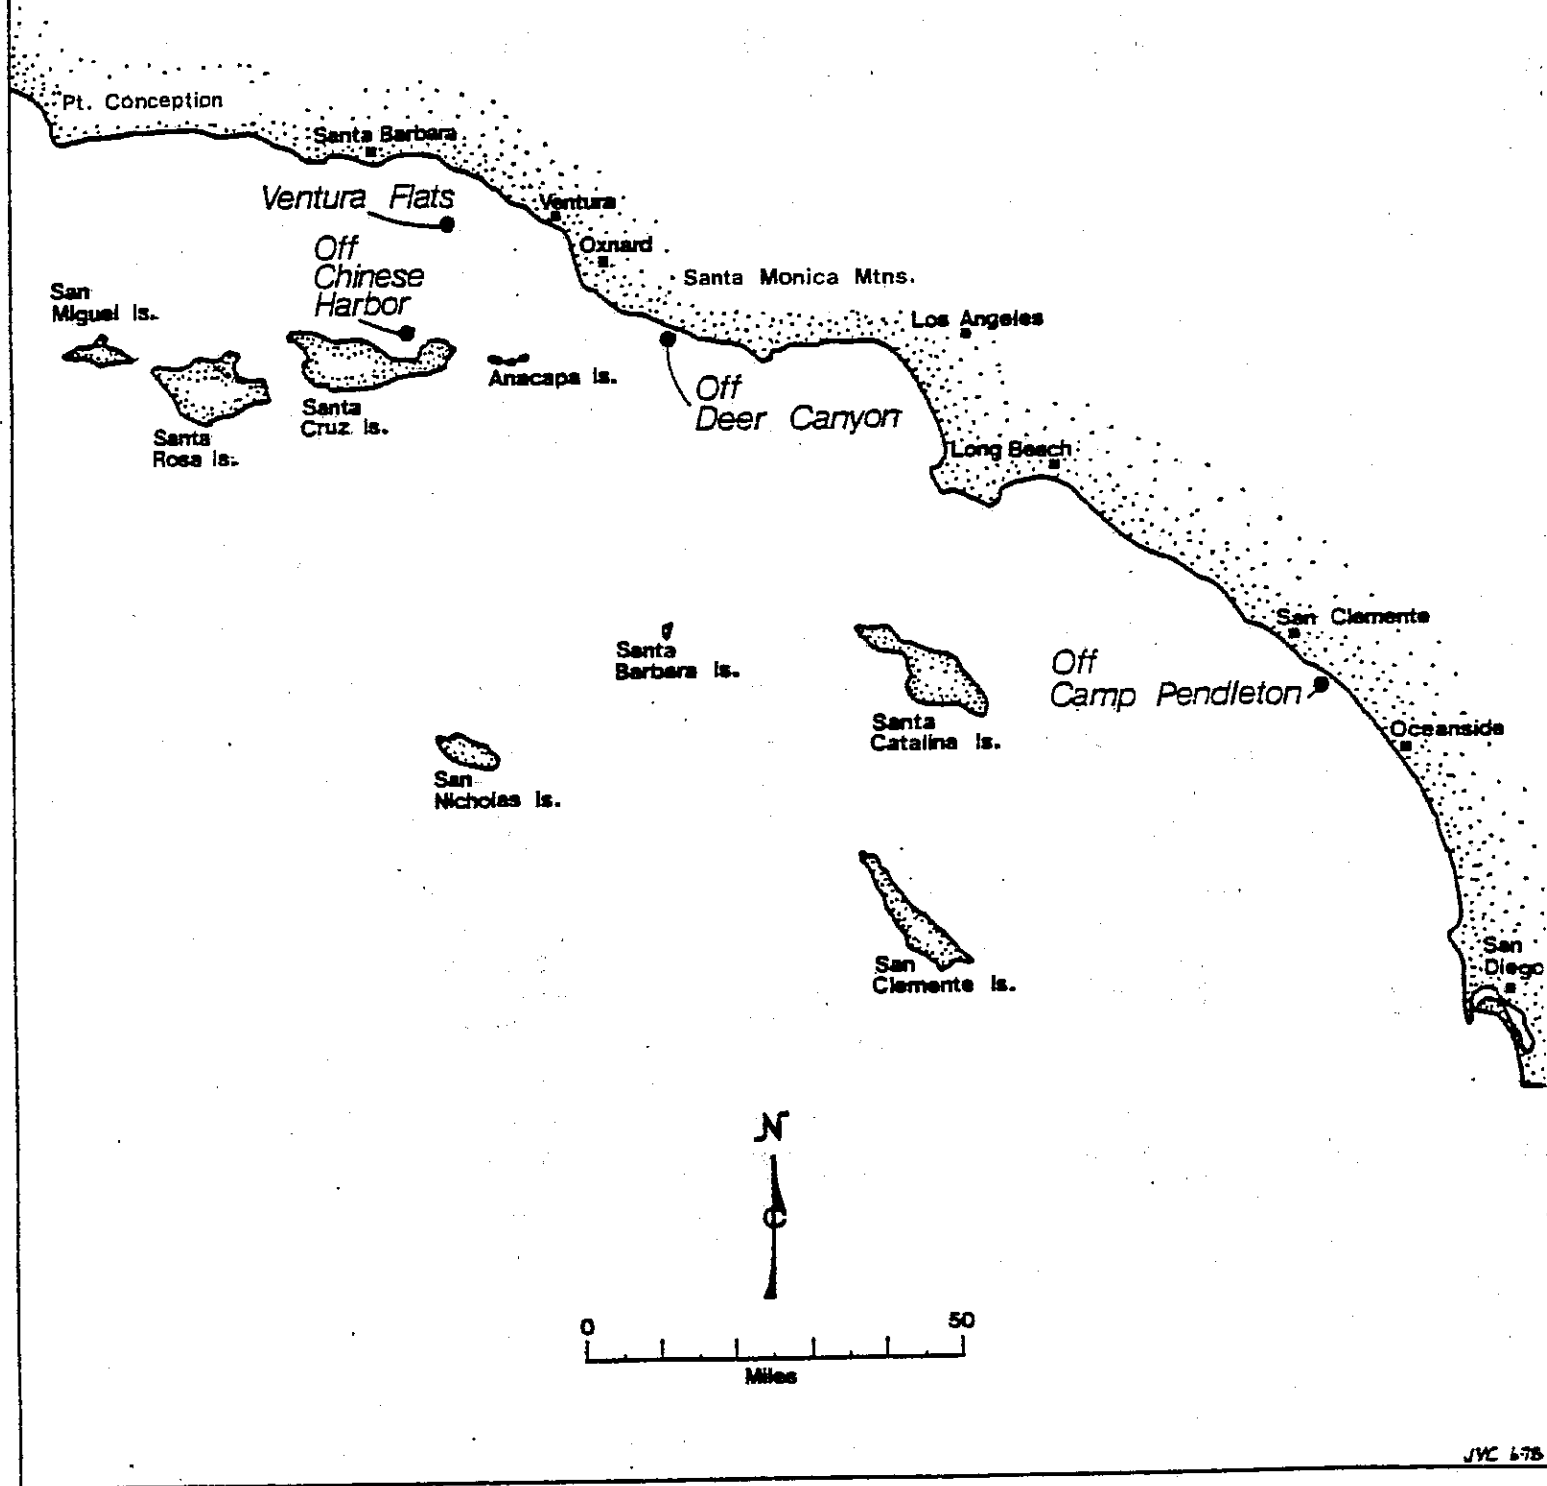 Pt. Conception
Santa Barbara
Ventura Flats
Ventura
Off
Chinese
Harbor
Oxnard
Santa Monica Mtns.
San
Miguel Is.
Los Angeles
Anacapa Is.
Off
Deer Canyon
Santa
Cruz Is.
Santa
Rosa Is.
Long Beach
San Clemente
Santa
Barbara Is.
Off
Camp Pendleton
Santa
Catalina Is.
Oceanside
San
Nicholas Is.
San
Diego
San
Clemente Is.
N
C
0
50
Miles
JYC 6-78